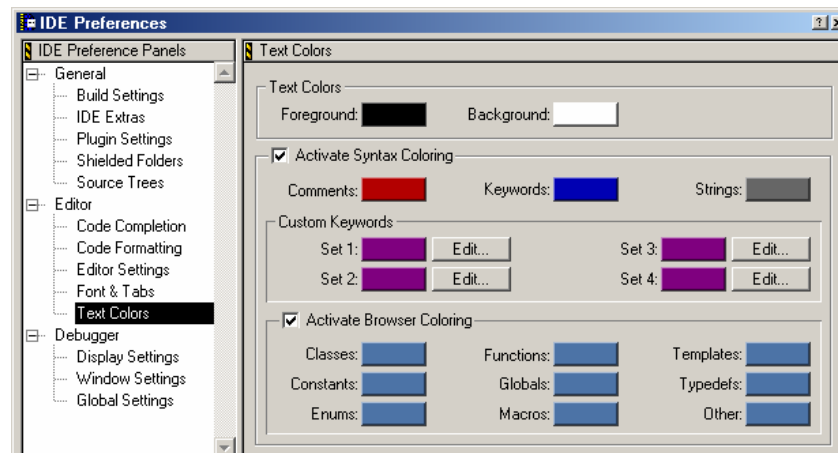 IDE Preferences
IDE Preference Panels
General
Build Settings
IDE Extras
Plugin Settings
Shielded Folders
Source Trees
Editor
Code Completion
Code Formatting
Editor Settings
Font & Tabs
Text Colors
Debugger
Display Settings
Window Settings
Global Settings
Text Colors
Text Colors
Foreground: Background:
Activate Syntax Coloring
Comments: Keywords: Strings:
Custom Keywords
Set 1: Edit... Set 3: Edit...
Set 2: Edit... Set 4: Edit...
Activate Browser Coloring
Classes: Functions: Templates:
Constants: Globals: Typedefs:
Enums: Macros: Other: